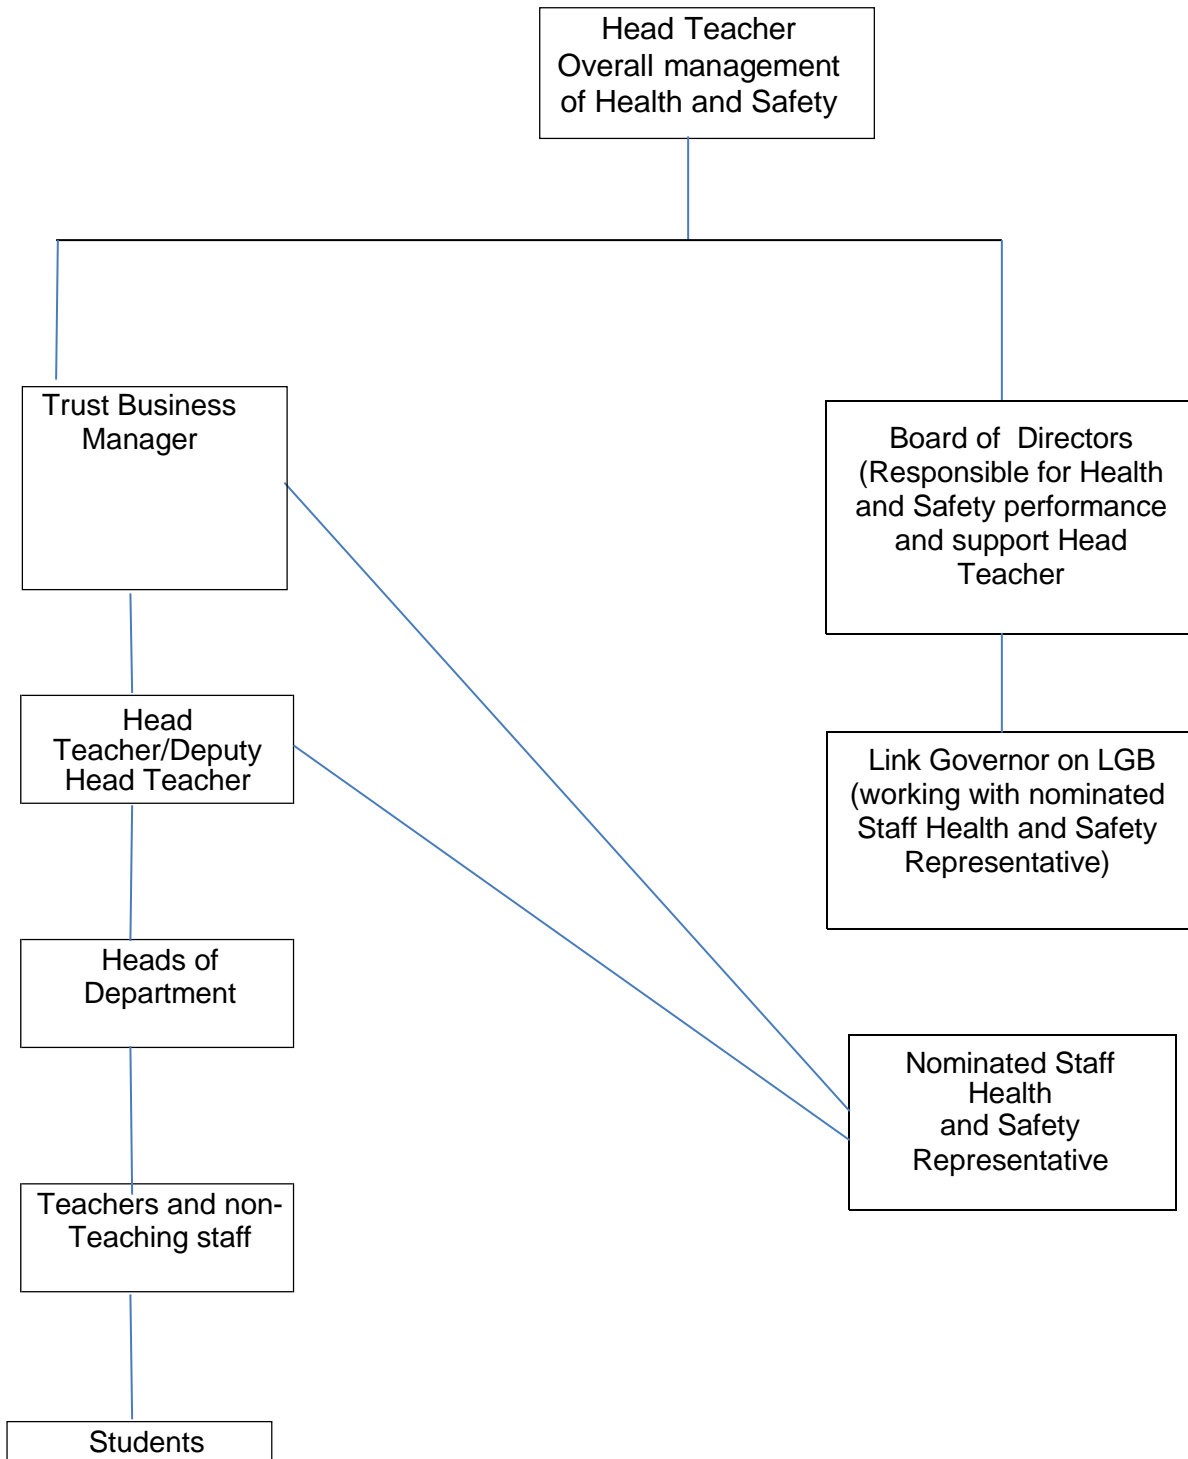 Head Teacher
Overall management
of Health and Safety
Trust Business
Manager
Board of Directors
(Responsible for Health
and Safety performance
and support Head
Teacher
Head
Teacher/Deputy
Head Teacher
Link Governor on LGB
(working with nominated
Staff Health and Safety
Representative)
Heads of
Department
Nominated Staff
Health
and Safety
Representative
Teachers and non-
Teaching staff
Students